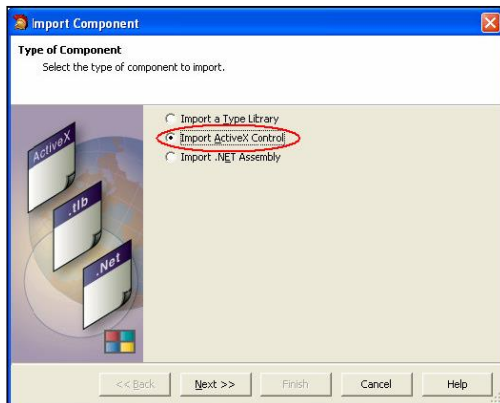 Import Component
Type of Component
Select the type of component to import.
Import a Type Library
Import ActiveX Control
Import .NET Assembly
ActiveX
.tlb
.Net
<< Back
Next >>
Finish
Cancel
Help